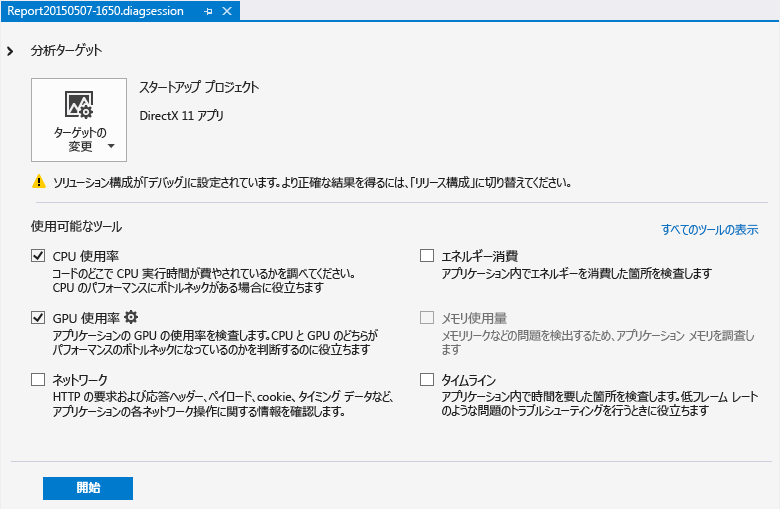 Report20150507-1650.diagsession
分析ターゲット
スタートアップ プロジェクト
DirectX 11 アプリ
ターゲットの
変更
ソリューション構成が「デバッグ」に設定されています。より正確な結果を得るには、「リリース構成」に切り替えてください。
使用可能なツール
すべてのツールの表示
CPU 使用率
コードのどこで CPU 実行時間が費やされているかを調べてください。
CPU のパフォーマンスにボトルネックがある場合に役立ちます
エネルギー消費
アプリケーション内でエネルギーを消費した箇所を検査します
GPU 使用率
アプリケーションの GPU の使用率を検査します。CPU と GPU のどちらが
パフォーマンスのボトルネックになっているのかを判断するのに役立ちます
メモリ使用量
メモリリークなどの問題を検出するため、アプリケーション メモリを調査し
ます
ネットワーク
HTTP の要求および応答ヘッダー、ペイロード、cookie、タイミング データなど、
アプリケーションの各ネットワーク操作に関する情報を確認します。
タイムライン
アプリケーション内で時間を要した箇所を検査します。低フレーム レート
のような問題のトラブルシューティングを行うときに役立ちます
開始